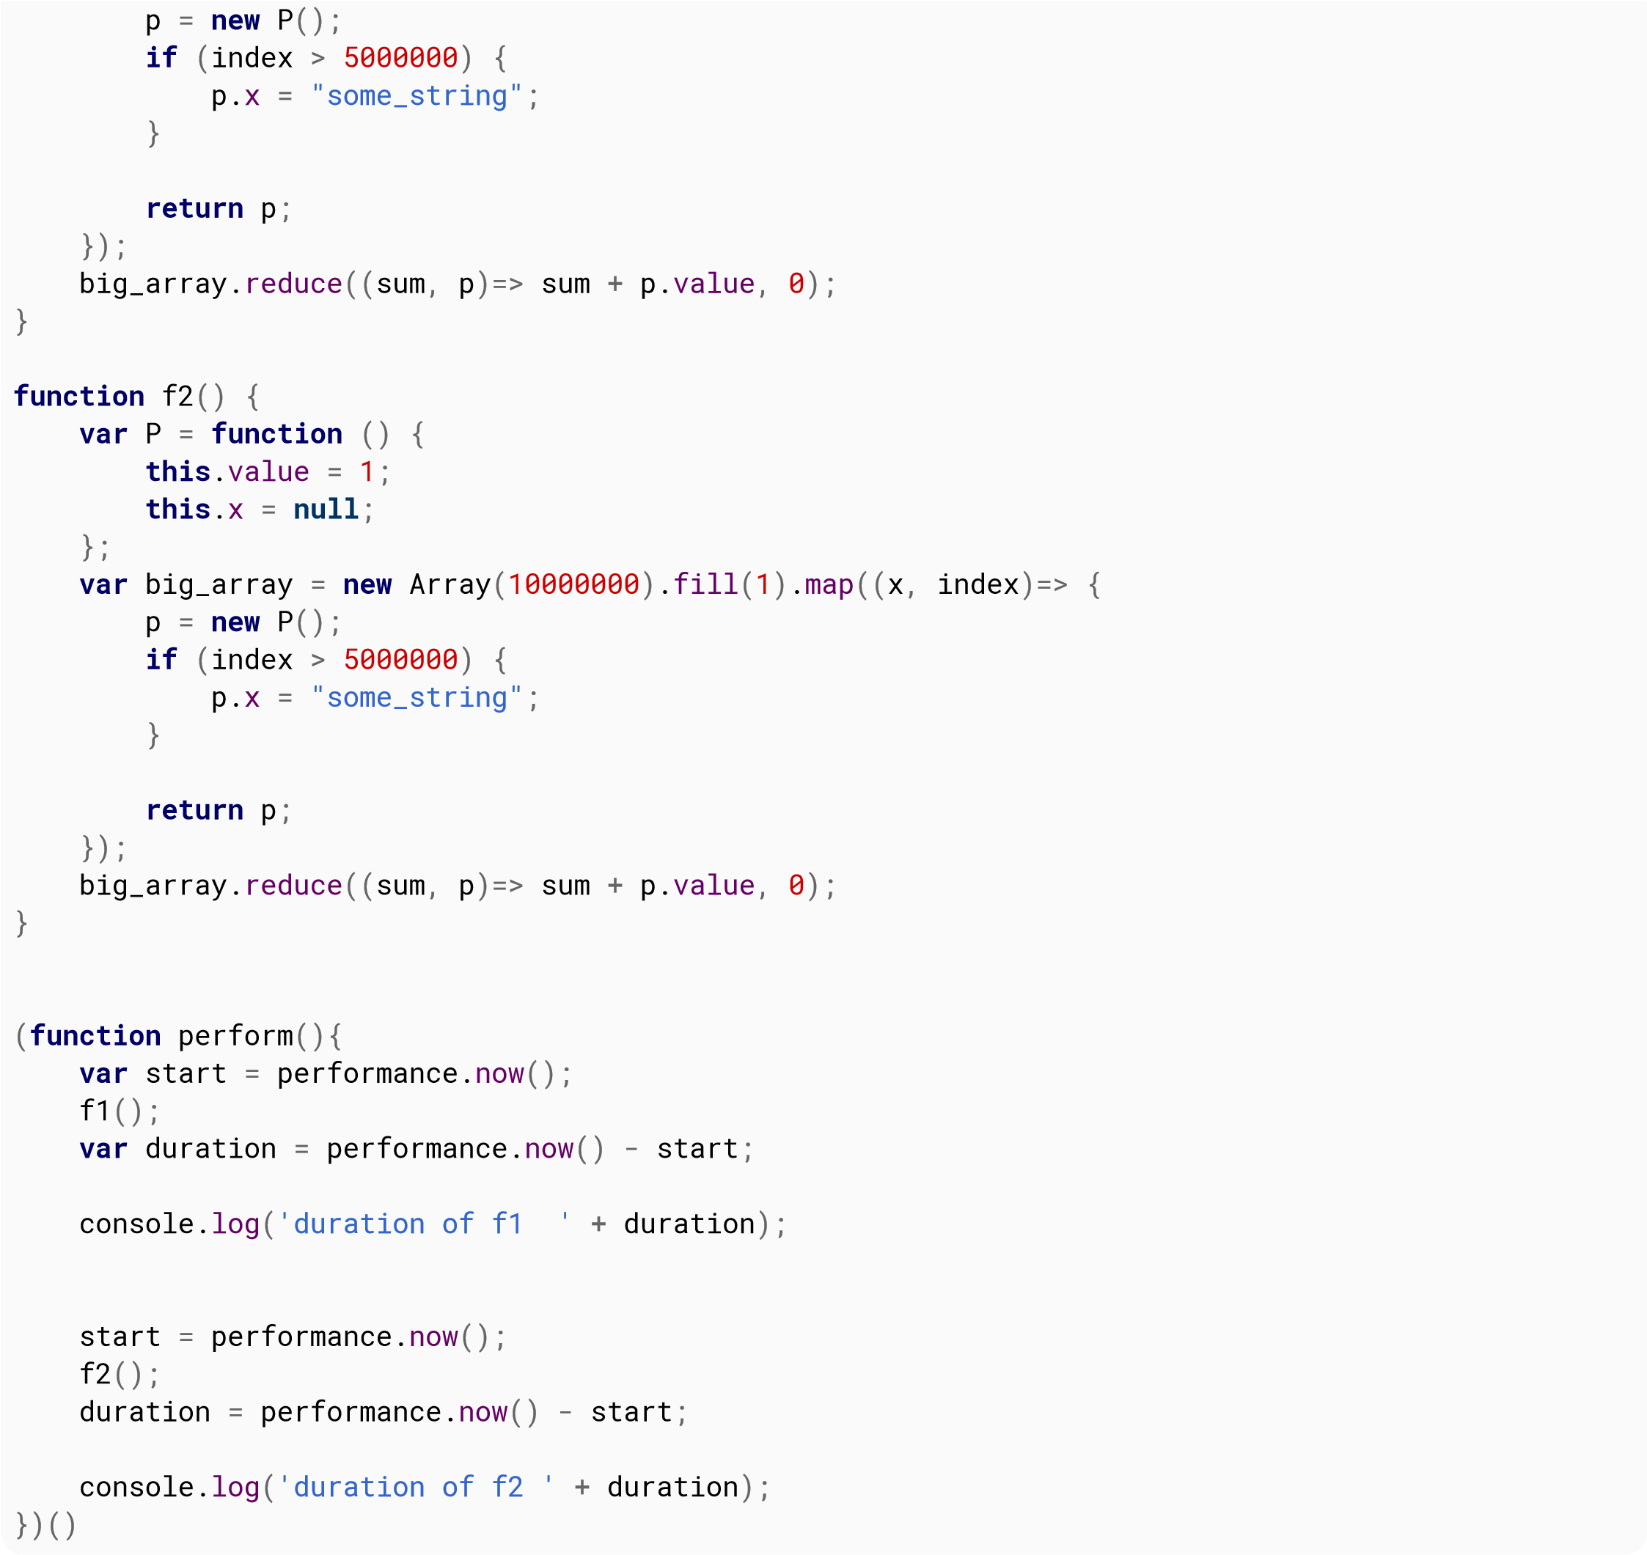 p = new P();
        if (index > 5000000) {
            p.x = "some_string";
        }

        return p;
    });
    big_array.reduce((sum, p)=> sum + p.value, 0);
}

function f2() {
    var P = function () {
        this.value = 1;
        this.x = null;
    };
    var big_array = new Array(10000000).fill(1).map((x, index)=> {
        p = new P();
        if (index > 5000000) {
            p.x = "some_string";
        }

        return p;
    });
    big_array.reduce((sum, p)=> sum + p.value, 0);
}


(function perform(){
    var start = performance.now();
    f1();
    var duration = performance.now() - start;

    console.log('duration of f1  ' + duration);


    start = performance.now();
    f2();
    duration = performance.now() - start;

    console.log('duration of f2 ' + duration);
})()